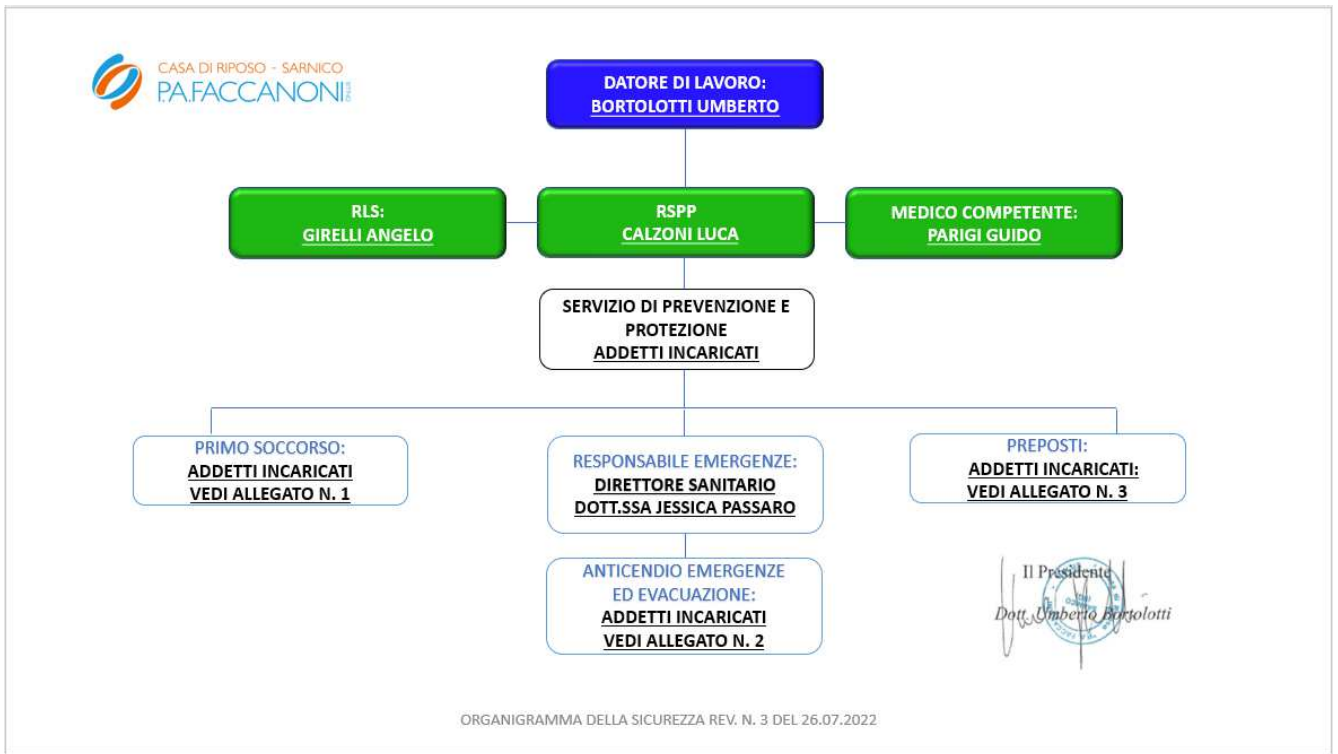 CASA DI RIPOSO - SARNICO
P.A.FACCANONI
DATORE DI LAVORO:
BORTOLOTTI UMBERTO
RLS:
GIRELLI ANGELO
RSPP
CALZONI LUCA
MEDICO COMPETENTE:
PARIGI GUIDO
SERVIZIO DI PREVENZIONE E
PROTEZIONE
ADDETTI INCARICATI
PRIMO SOCCORSO:
ADDETTI INCARICATI
VEDI ALLEGATO N. 1
RESPONSABILE EMERGENZE:
DIRETTORE SANITARIO
DOTT.SSA JESSICA PASSARO
PREPOSTI:
ADDETTI INCARICATI:
VEDI ALLEGATO N. 3
ANTICENDIO EMERGENZE
ED EVACUAZIONE:
ADDETTI INCARICATI
VEDI ALLEGATO N. 2
Il Presidente
Dott. Umberto Bortolotti
ORGANIGRAMMA DELLA SICUREZZA REV. N. 3 DEL 26.07.2022